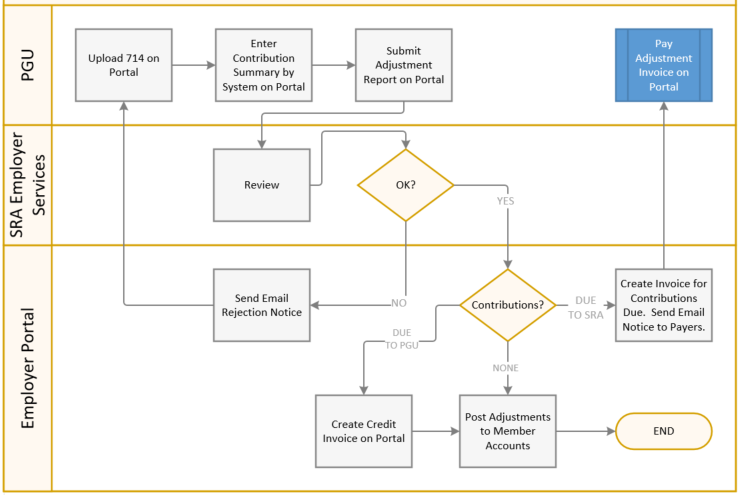 PGU
Upload 714 on
Portal
Enter
Contribution
Summary by
System on Portal
Submit
Adjustment
Report on Portal
Pay
Adjustment
Invoice on
Portal
SRA Employer
Services
Review
OK?
YES
Employer Portal
Send Email
Rejection Notice
NO
Contributions?
DUE
TO SRA
Create Invoice for
Contributions
Due.  Send Email
Notice to Payers.
DUE
TO PGU
NONE
Create Credit
Invoice on Portal
Post Adjustments
to Member
Accounts
END